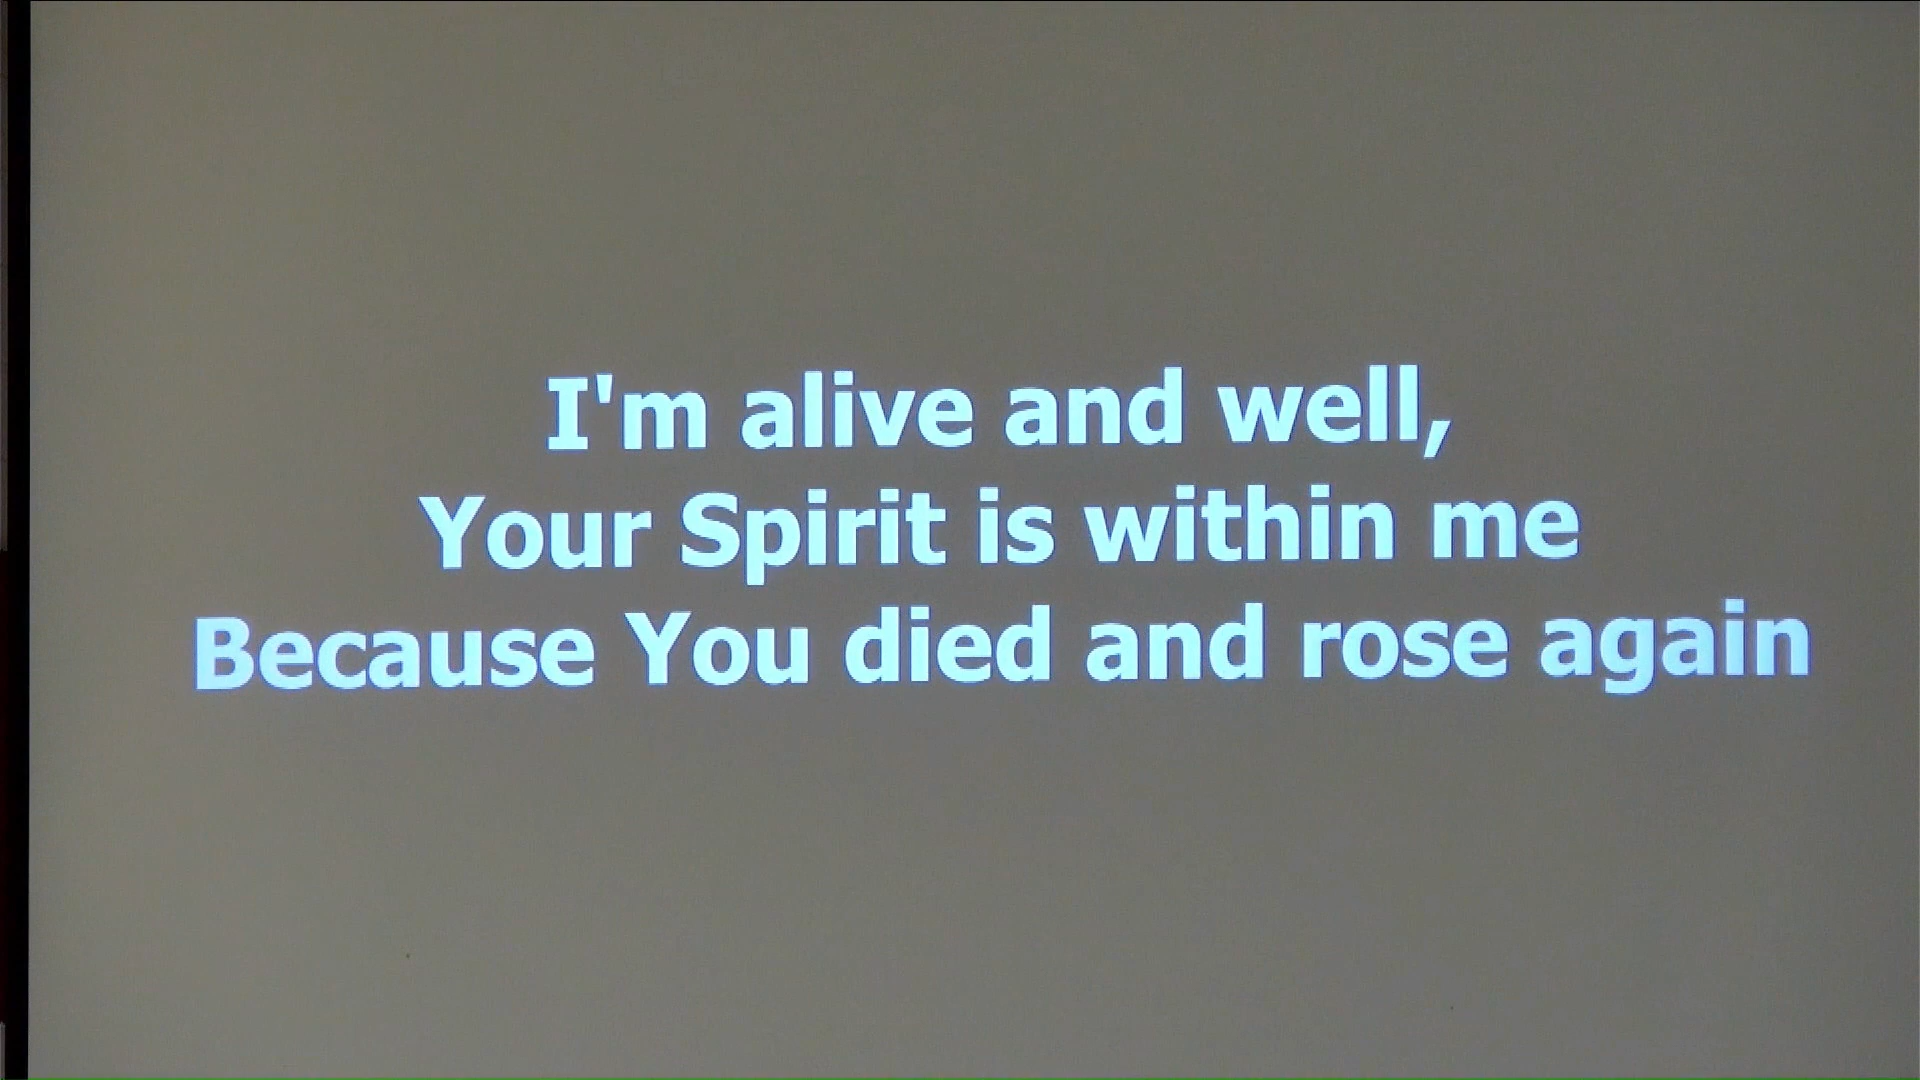 I'm alive and well,
Your Spirit is within me
Because You died and rose again